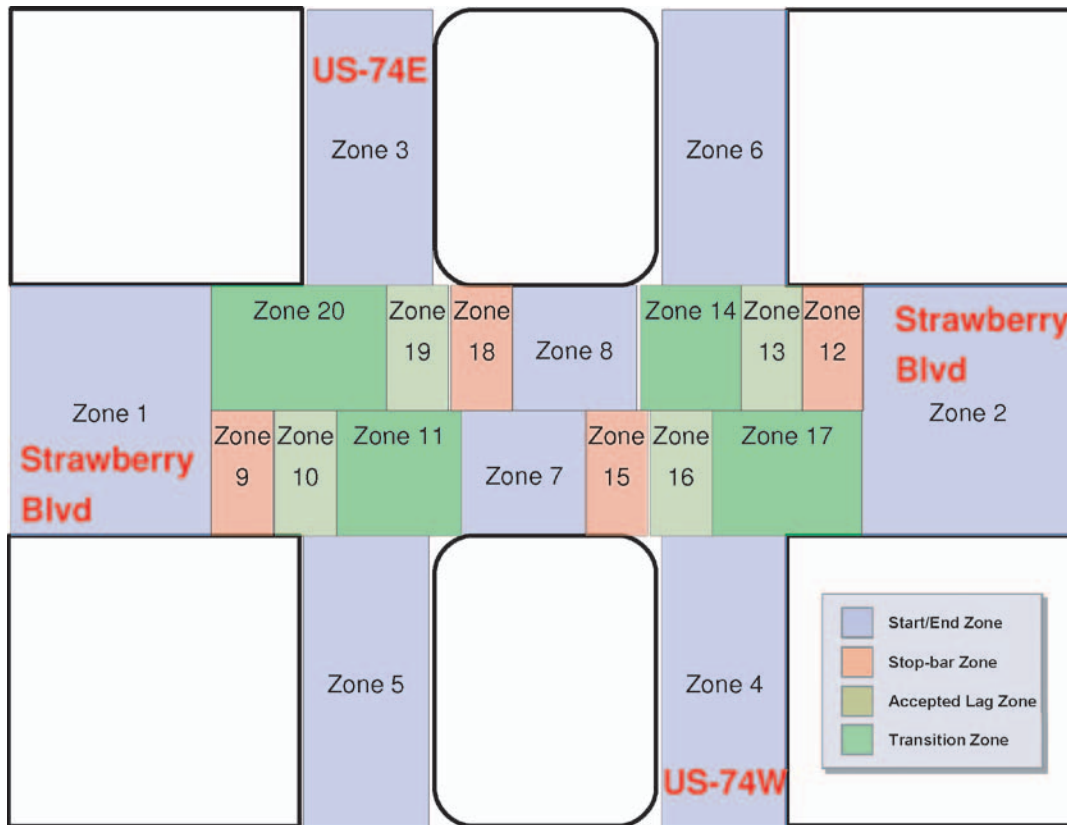 US-74E
Zone 3
Zone 6
Zone 20
Zone
19
Zone
18
Zone 8
Zone 14
Zone
13
Zone
12
Strawberry
Blvd
Zone 1
Zone 2
Strawberry
Blvd
Zone
9
Zone
10
Zone 11
Zone 7
Zone
15
Zone
16
Zone 17
Zone 5
Zone 4
US-74W
Start/End Zone
Stop-bar Zone
Accepted Lag Zone
Transition Zone